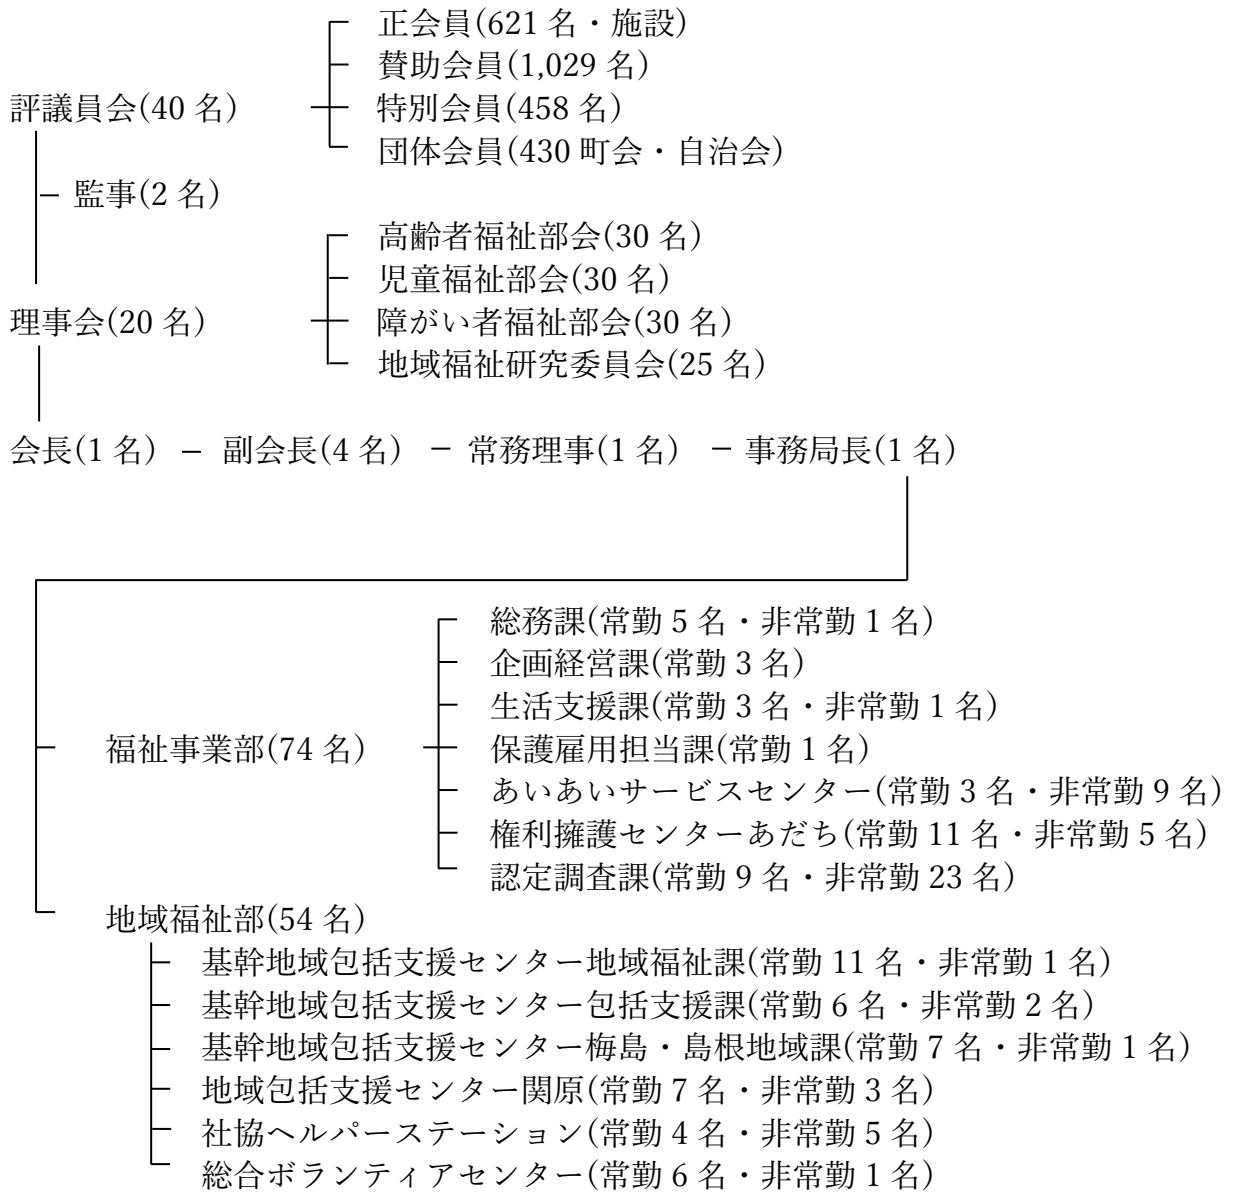 正会員(621 名・施設)
賛助会員(1,029 名)
評議員会(40 名) 特別会員(458 名)
団体会員(430 町会・自治会)
監事(2 名)
高齢者福祉部会(30 名)
児童福祉部会(30 名)
理事会(20 名) 障がい者福祉部会(30 名)
地域福祉研究委員会(25 名)
会長(1 名) － 副会長(4 名) － 常務理事(1 名) － 事務局長(1 名)
総務課(常勤 5 名・非常勤 1 名)
企画経営課(常勤 3 名)
生活支援課(常勤 3 名・非常勤 1 名)
福祉事業部(74 名) 保護雇用担当課(常勤 1 名)
あいあいサービスセンター(常勤 3 名・非常勤 9 名)
権利擁護センターあだち(常勤 11 名・非常勤 5 名)
認定調査課(常勤 9 名・非常勤 23 名)
地域福祉部(54 名)
基幹地域包括支援センター地域福祉課(常勤 11 名・非常勤 1 名)
基幹地域包括支援センター包括支援課(常勤 6 名・非常勤 2 名)
基幹地域包括支援センター梅島・島根地域課(常勤 7 名・非常勤 1 名)
地域包括支援センター関原(常勤 7 名・非常勤 3 名)
社協ヘルパーステーション(常勤 4 名・非常勤 5 名)
総合ボランティアセンター(常勤 6 名・非常勤 1 名)